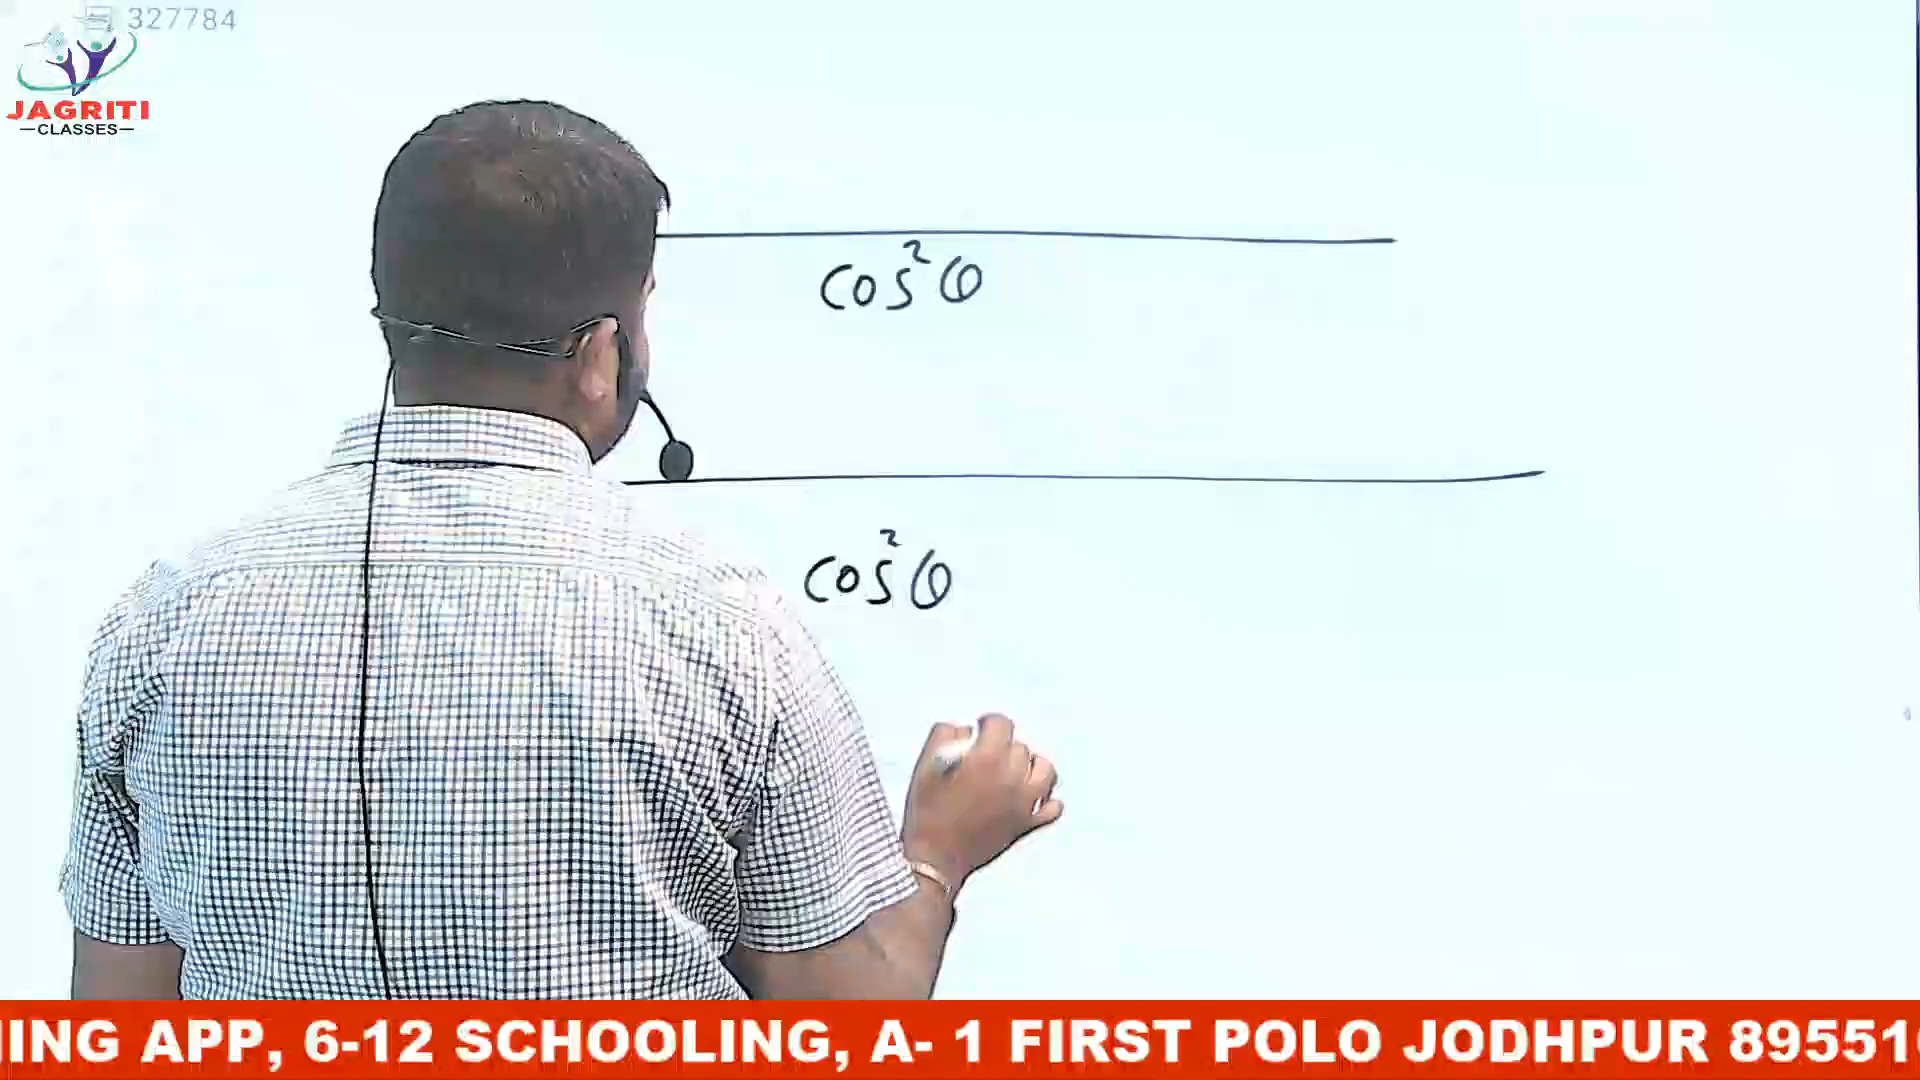 327784
JAGRITI
CLASSES
cos²θ
cos²θ
ING APP, 6-12 SCHOOLING, A- 1 FIRST POLO JODHPUR 89551